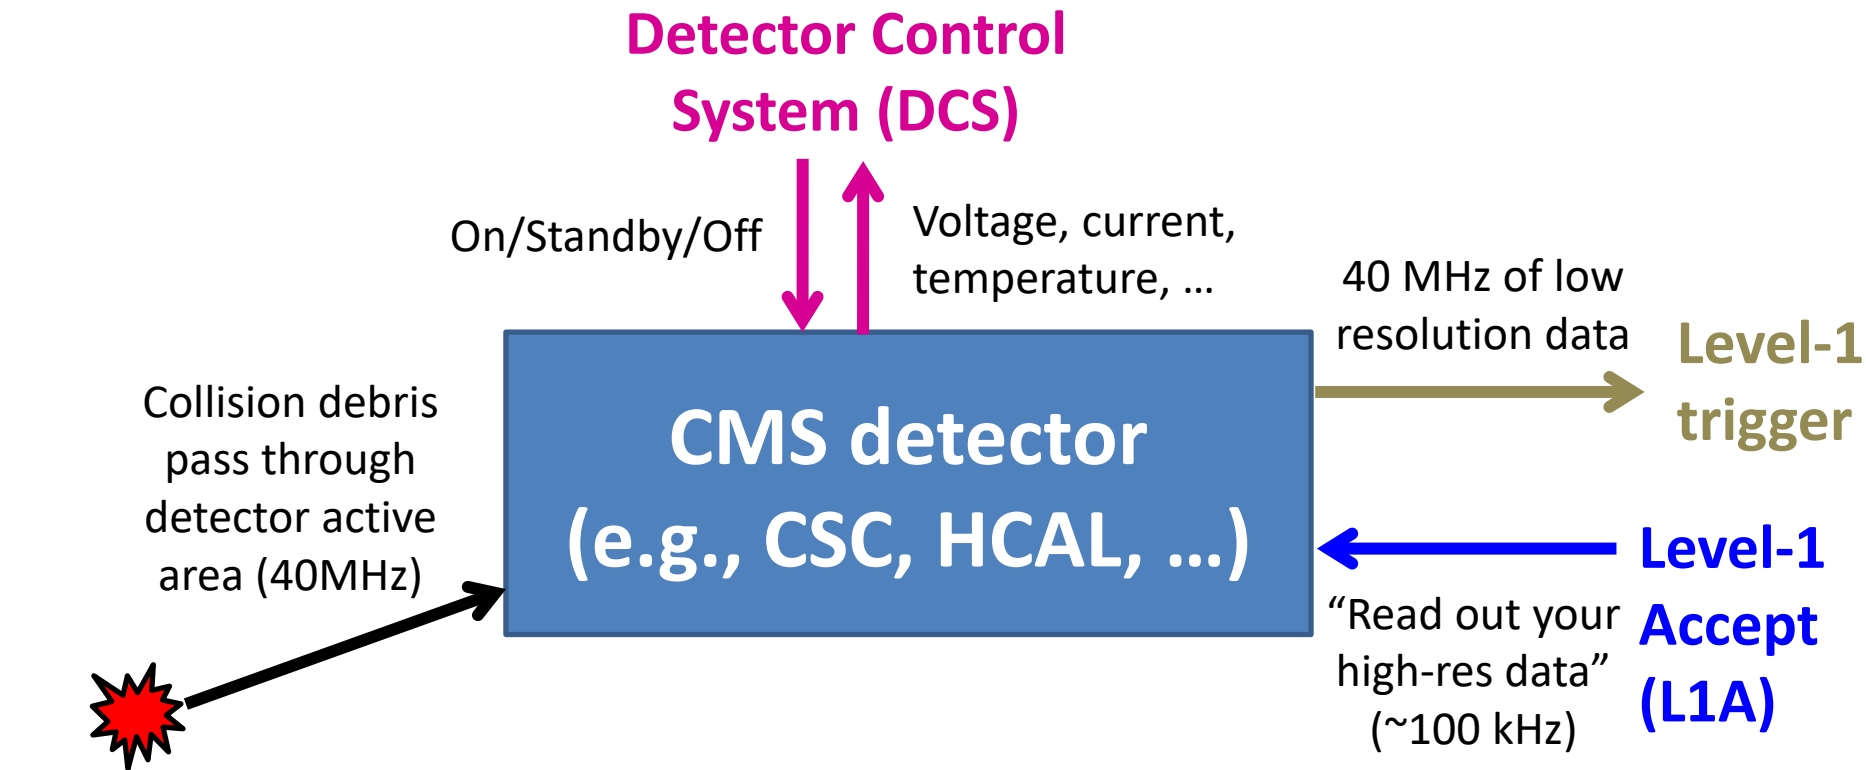 Detector Control
System (DCS)
On/Standby/Off
Voltage, current,
temperature, …
40 MHz of low
resolution data
Level-1
trigger
Collision debris
pass through
detector active
area (40MHz)
CMS detector
(e.g., CSC, HCAL, …)
Level-1
Accept
(L1A)
“Read out your
high-res data”
(~100 kHz)